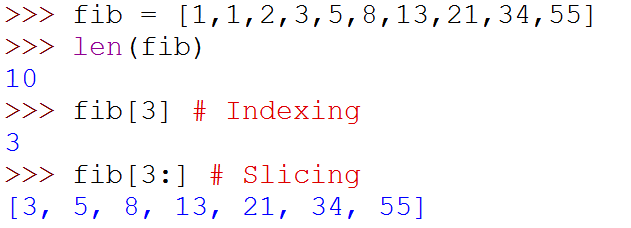 >>> fib = [1,1,2,3,5,8,13,21,34,55]
>>> len(fib)
10
>>> fib[3] # Indexing
3
>>> fib[3:] # Slicing
[3, 5, 8, 13, 21, 34, 55]